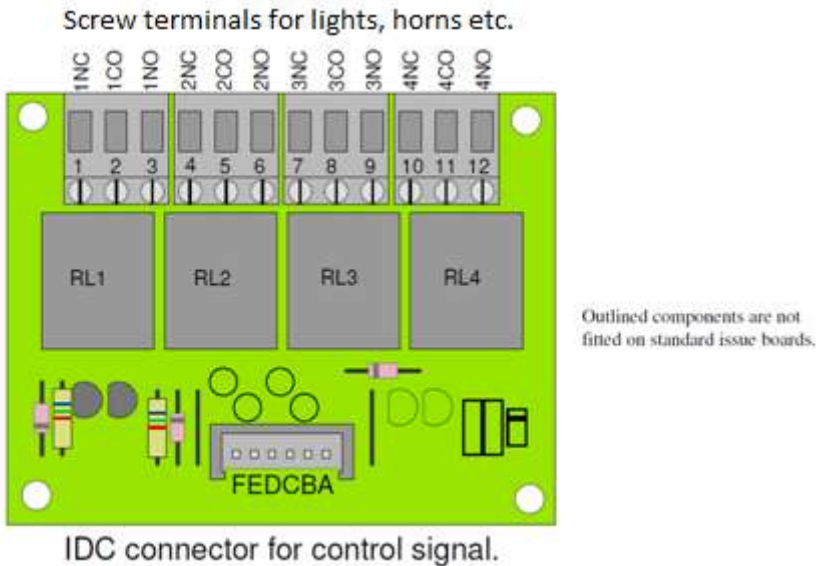 Screw terminals for lights, horns etc.
1NC 1CO 1NO 2NC 2CO 2NO 3NC 3CO 3NO 4NC 4CO 4NO
1 2 3 4 5 6 7 8 9 10 11 12
RL1 RL2 RL3 RL4
Outlined components are not
fitted on standard issue boards.
FEDCBA
IDC connector for control signal.